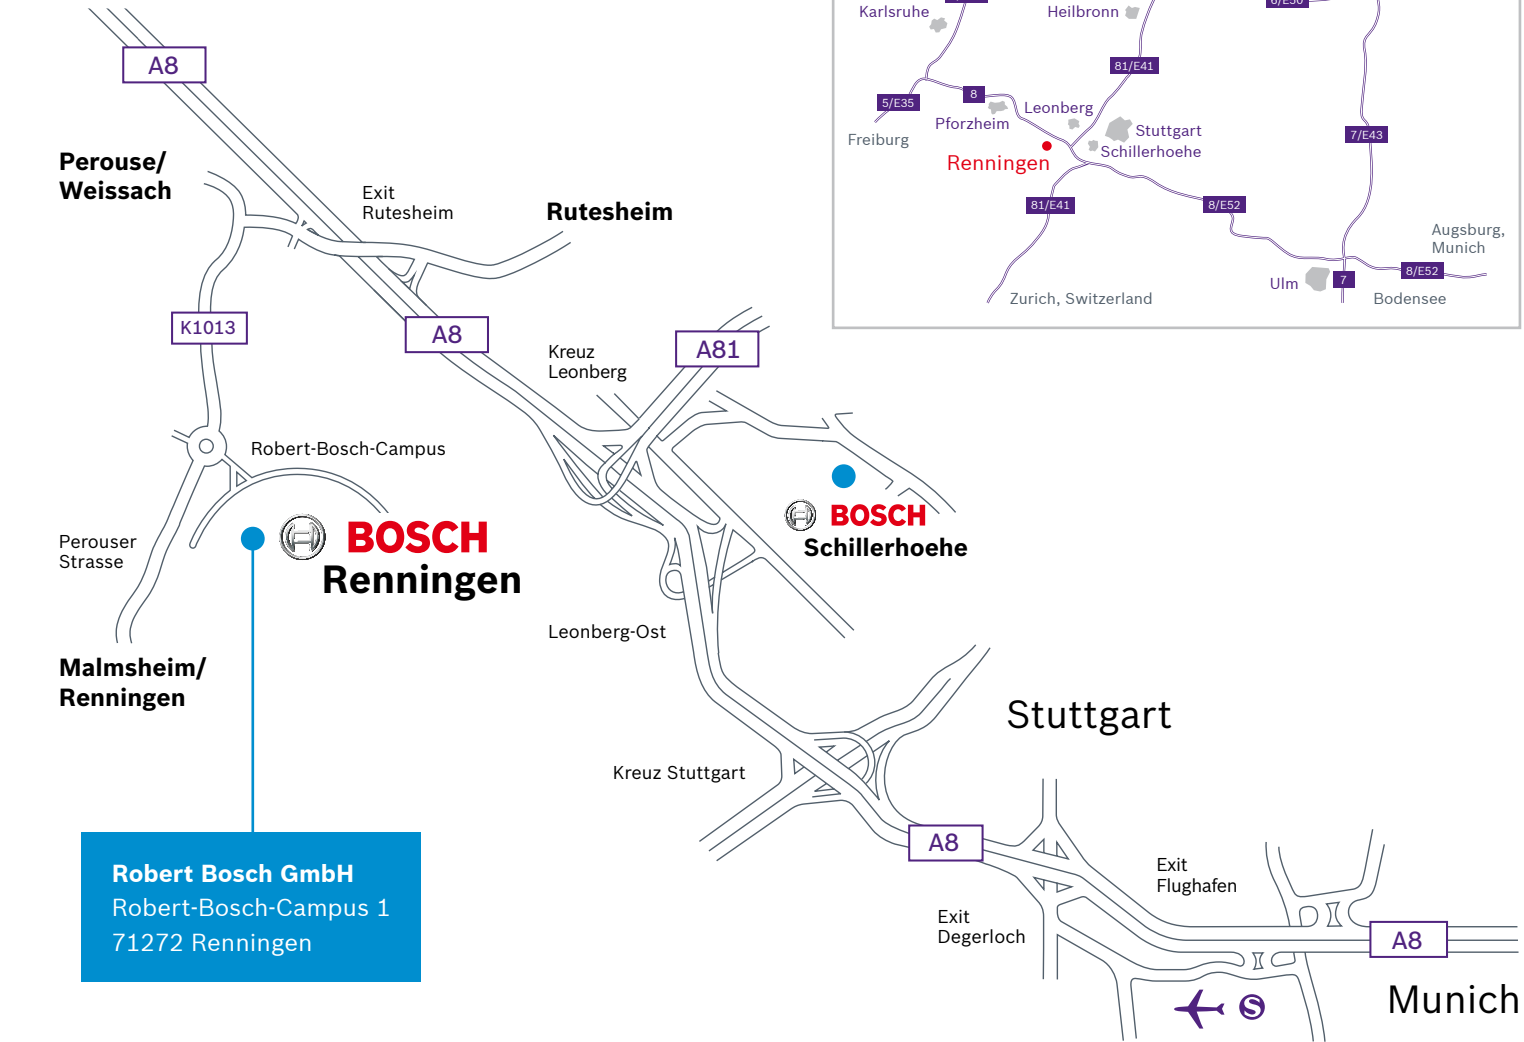 A8
Perouse/
Weissach
Exit
Rutesheim
Rutesheim
K1013
A8
Kreuz
Leonberg
A81
Robert-Bosch-Campus
Perouser
Strasse
BOSCH
Renningen
BOSCH
Schillerhoehe
Malmsheim/
Renningen
Leonberg-Ost
Stuttgart
Kreuz Stuttgart
A8
Robert Bosch GmbH
Robert-Bosch-Campus 1
71272 Renningen
Exit
Flughafen
Exit
Degerloch
A8
S
Munich
Karlsruhe
Heilbronn
6/E50
81/E41
5/E35
8
Leonberg
Pforzheim
Freiburg
Stuttgart
Schillerhoehe
Renningen
7/E43
81/E41
8/E52
Augsburg,
Munich
8/E52
Ulm
7
Zurich, Switzerland
Bodensee